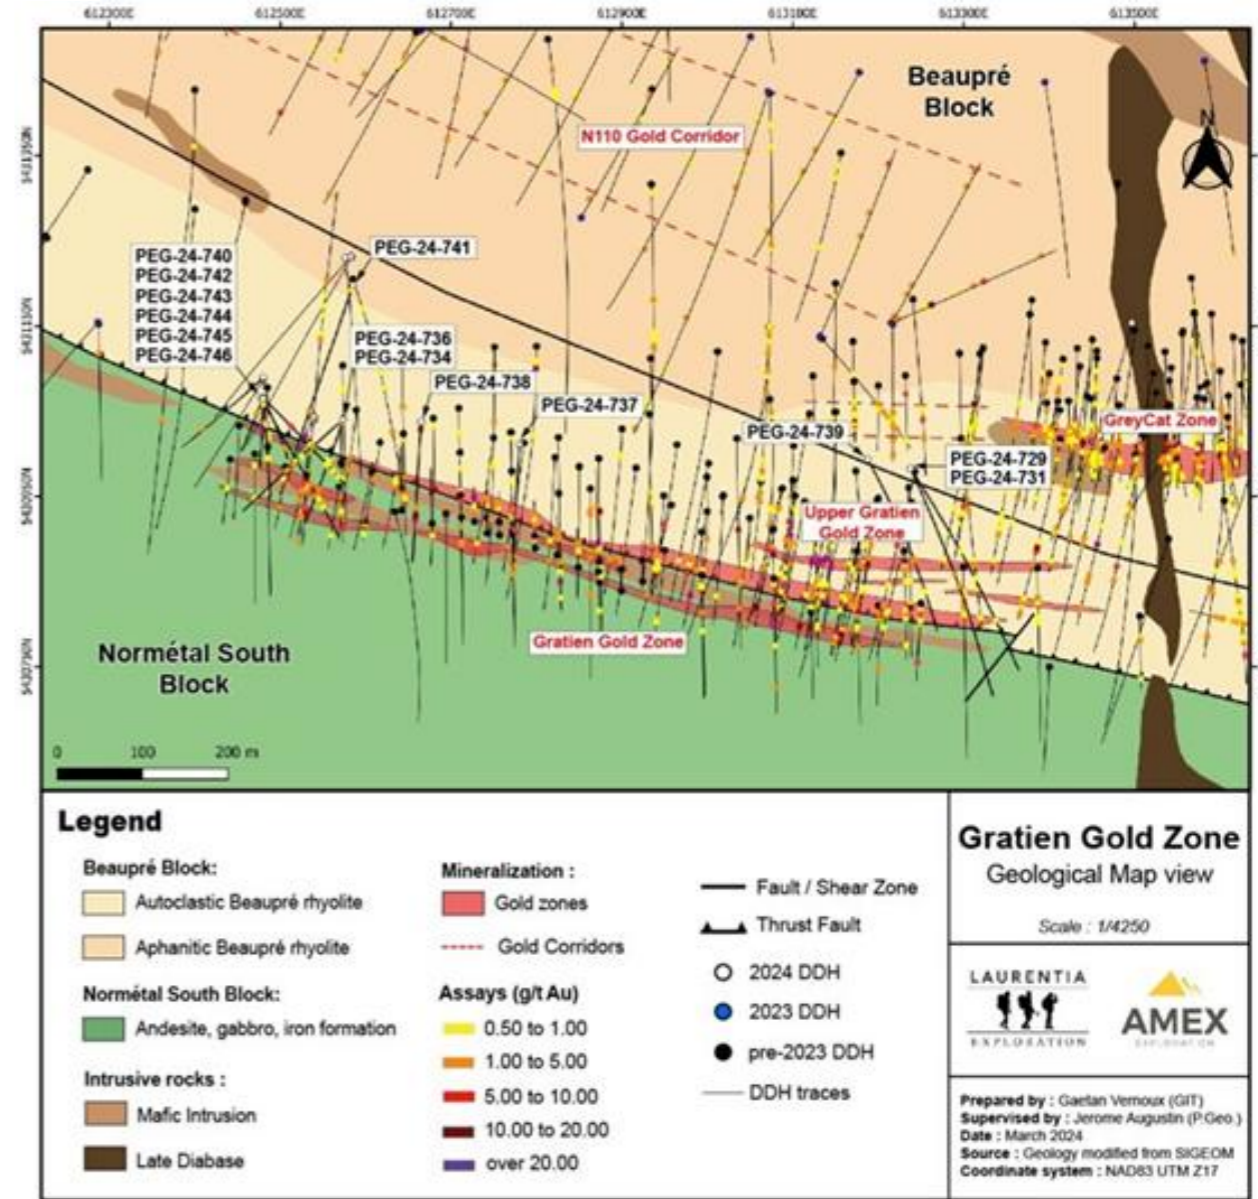 612300E 612500E 612700E 612900E 613100E 613300E 613500E
Beaupré
Block
N
N110 Gold Corridor
PEG-24-740
PEG-24-742
PEG-24-743
PEG-24-744
PEG-24-745
PEG-24-746
PEG-24-741
PEG-24-736
PEG-24-734
PEG-24-738
PEG-24-737
PEG-24-739
PEG-24-729
PEG-24-731
GreyCat Zone
Upper Gratien
Gold Zone
Gratien Gold Zone
Normétal South
Block
0 100 200 m
Legend
Beaupré Block:
Autoclastic Beaupré rhyolite
Aphanitic Beaupré rhyolite
Normétal South Block:
Andesite, gabbro, iron formation
Intrusive rocks :
Mafic Intrusion
Late Diabase
Mineralization :
Gold zones
Gold Corridors
Assays (g/t Au)
0.50 to 1.00
1.00 to 5.00
5.00 to 10.00
10.00 to 20.00
over 20.00
Fault / Shear Zone
Thrust Fault
2024 DDH
2023 DDH
pre-2023 DDH
DDH traces
Gratien Gold Zone
Geological Map view
Scale : 1/4250
LAURENTIA
EXPLORATION
AMEX
EXPLORATION
Prepared by : Gaetan Vernoux (GIT)
Supervised by : Jerome Augustin (P.Geo.)
Date : March 2024
Source : Geology modified from SIGEOM
Coordinate system : NAD83 UTM Z17